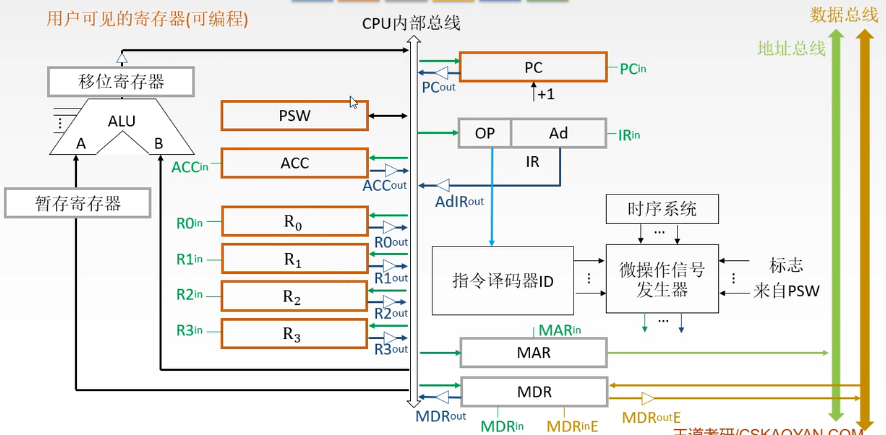 用户可见的寄存器(可编程)
CPU内部总线
数据总线
地址总线
移位寄存器
ALU
A
B
暂存寄存器
PSW
ACCin
ACC
ACCout
R0in
R0
R0out
R1in
R1
R1out
R2in
R2
R2out
R3in
R3
R3out
PC
PCin
PCout
+1
OP
Ad
IRin
IR
AdIRout
时序系统
...
指令译码器ID
微操作信号
发生器
标志
来自PSW
...
MARin
MAR
MDR
MDRout
MDRin
MDRinE
MDRoutE
王道考研/CSKAOYAN.COM